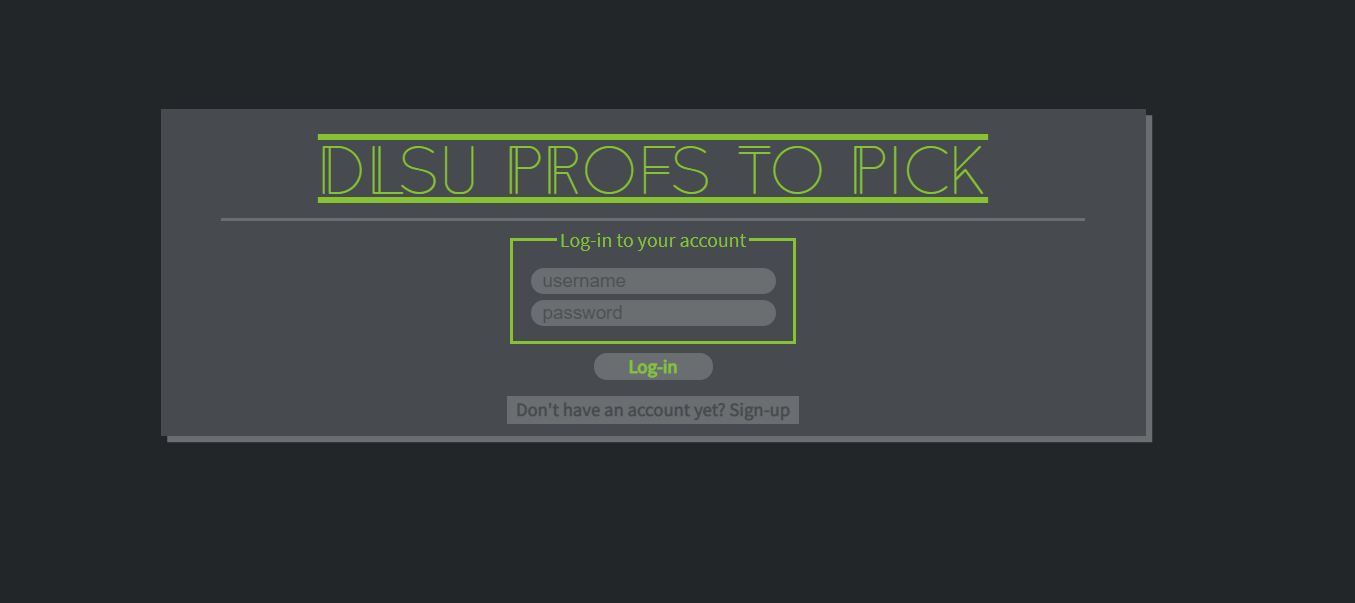 DLSU PROFS TO PICK
Log-in to your account
username
password
Log-in
Don't have an account yet? Sign-up